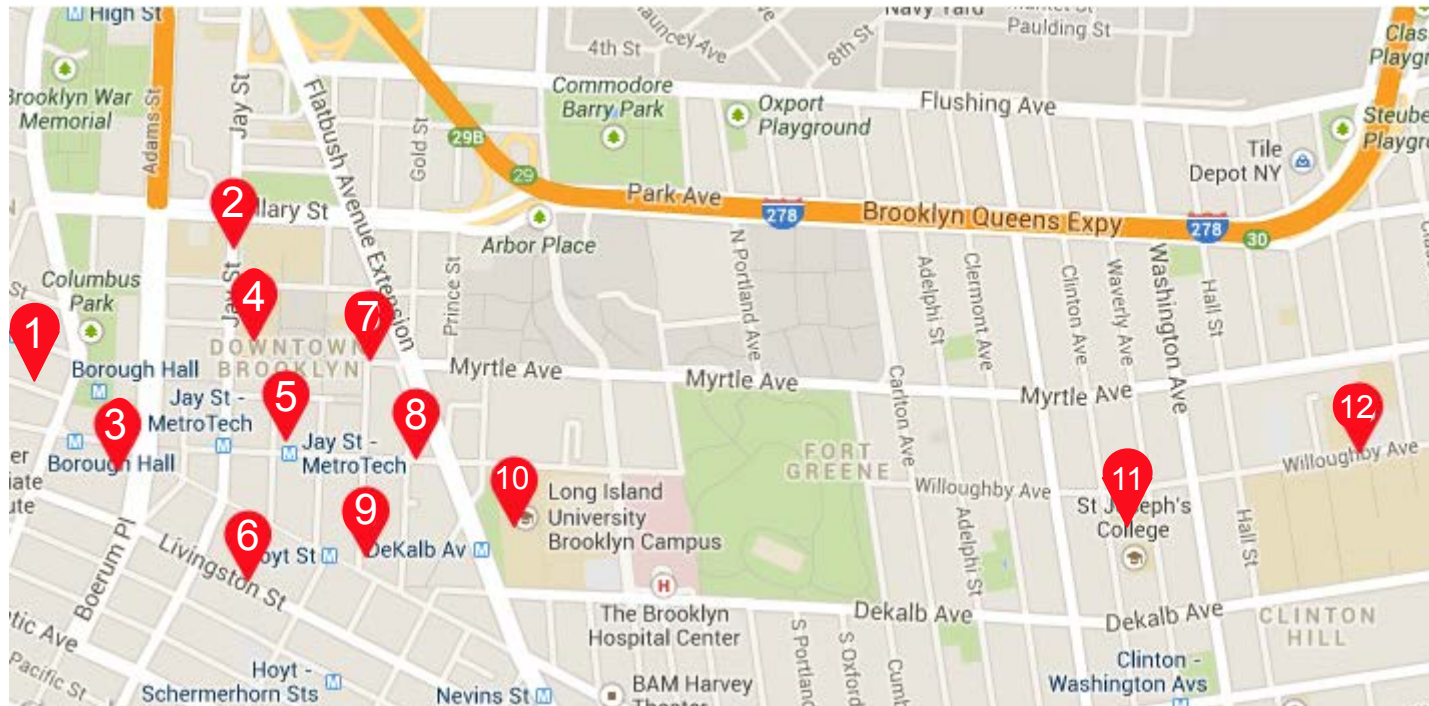 High St
Navy Yard
Paulding St
4th St
8th St
Brooklyn War
Memorial
Adams St
Jay St
Flatbush Avenue Extension
Gold St
29B
Commodore
Barry Park
Oxport
Playground
Flushing Ave
Tile
Depot NY
29
Park Ave
278
Brooklyn Queens Expy
278
30
2
Arbor Place
Columbus
Park
Jay St
4
1
7
Prince St
N Portland Ave
Adelphi St
Clermont Ave
Clinton Ave
Waverly Ave
Washington Ave
Hall St
DOWNTOWN
BROOKLYN
Borough Hall
Myrtle Ave
Myrtle Ave
Myrtle Ave
Carlton Ave
Jay St -
MetroTech
5
8
3
12
Borough Hall
Jay St -
MetroTech
FORT
GREENE
Willoughby Ave
Willoughby Ave
10
Long Island
University
Brooklyn Campus
11
St Joseph's
College
Adelphi St
Hall St
9
6
Hoyt St
DeKalb Av
Livingston St
Boerum Pl
H
The Brooklyn
Hospital Center
Dekalb Ave
Dekalb Ave
CLINTON
HILL
Pacific St
Hoyt -
Schermerhorn Sts
Nevins St
BAM Harvey
Theater
S Portland
S Oxford
Clinton -
Washington Avs